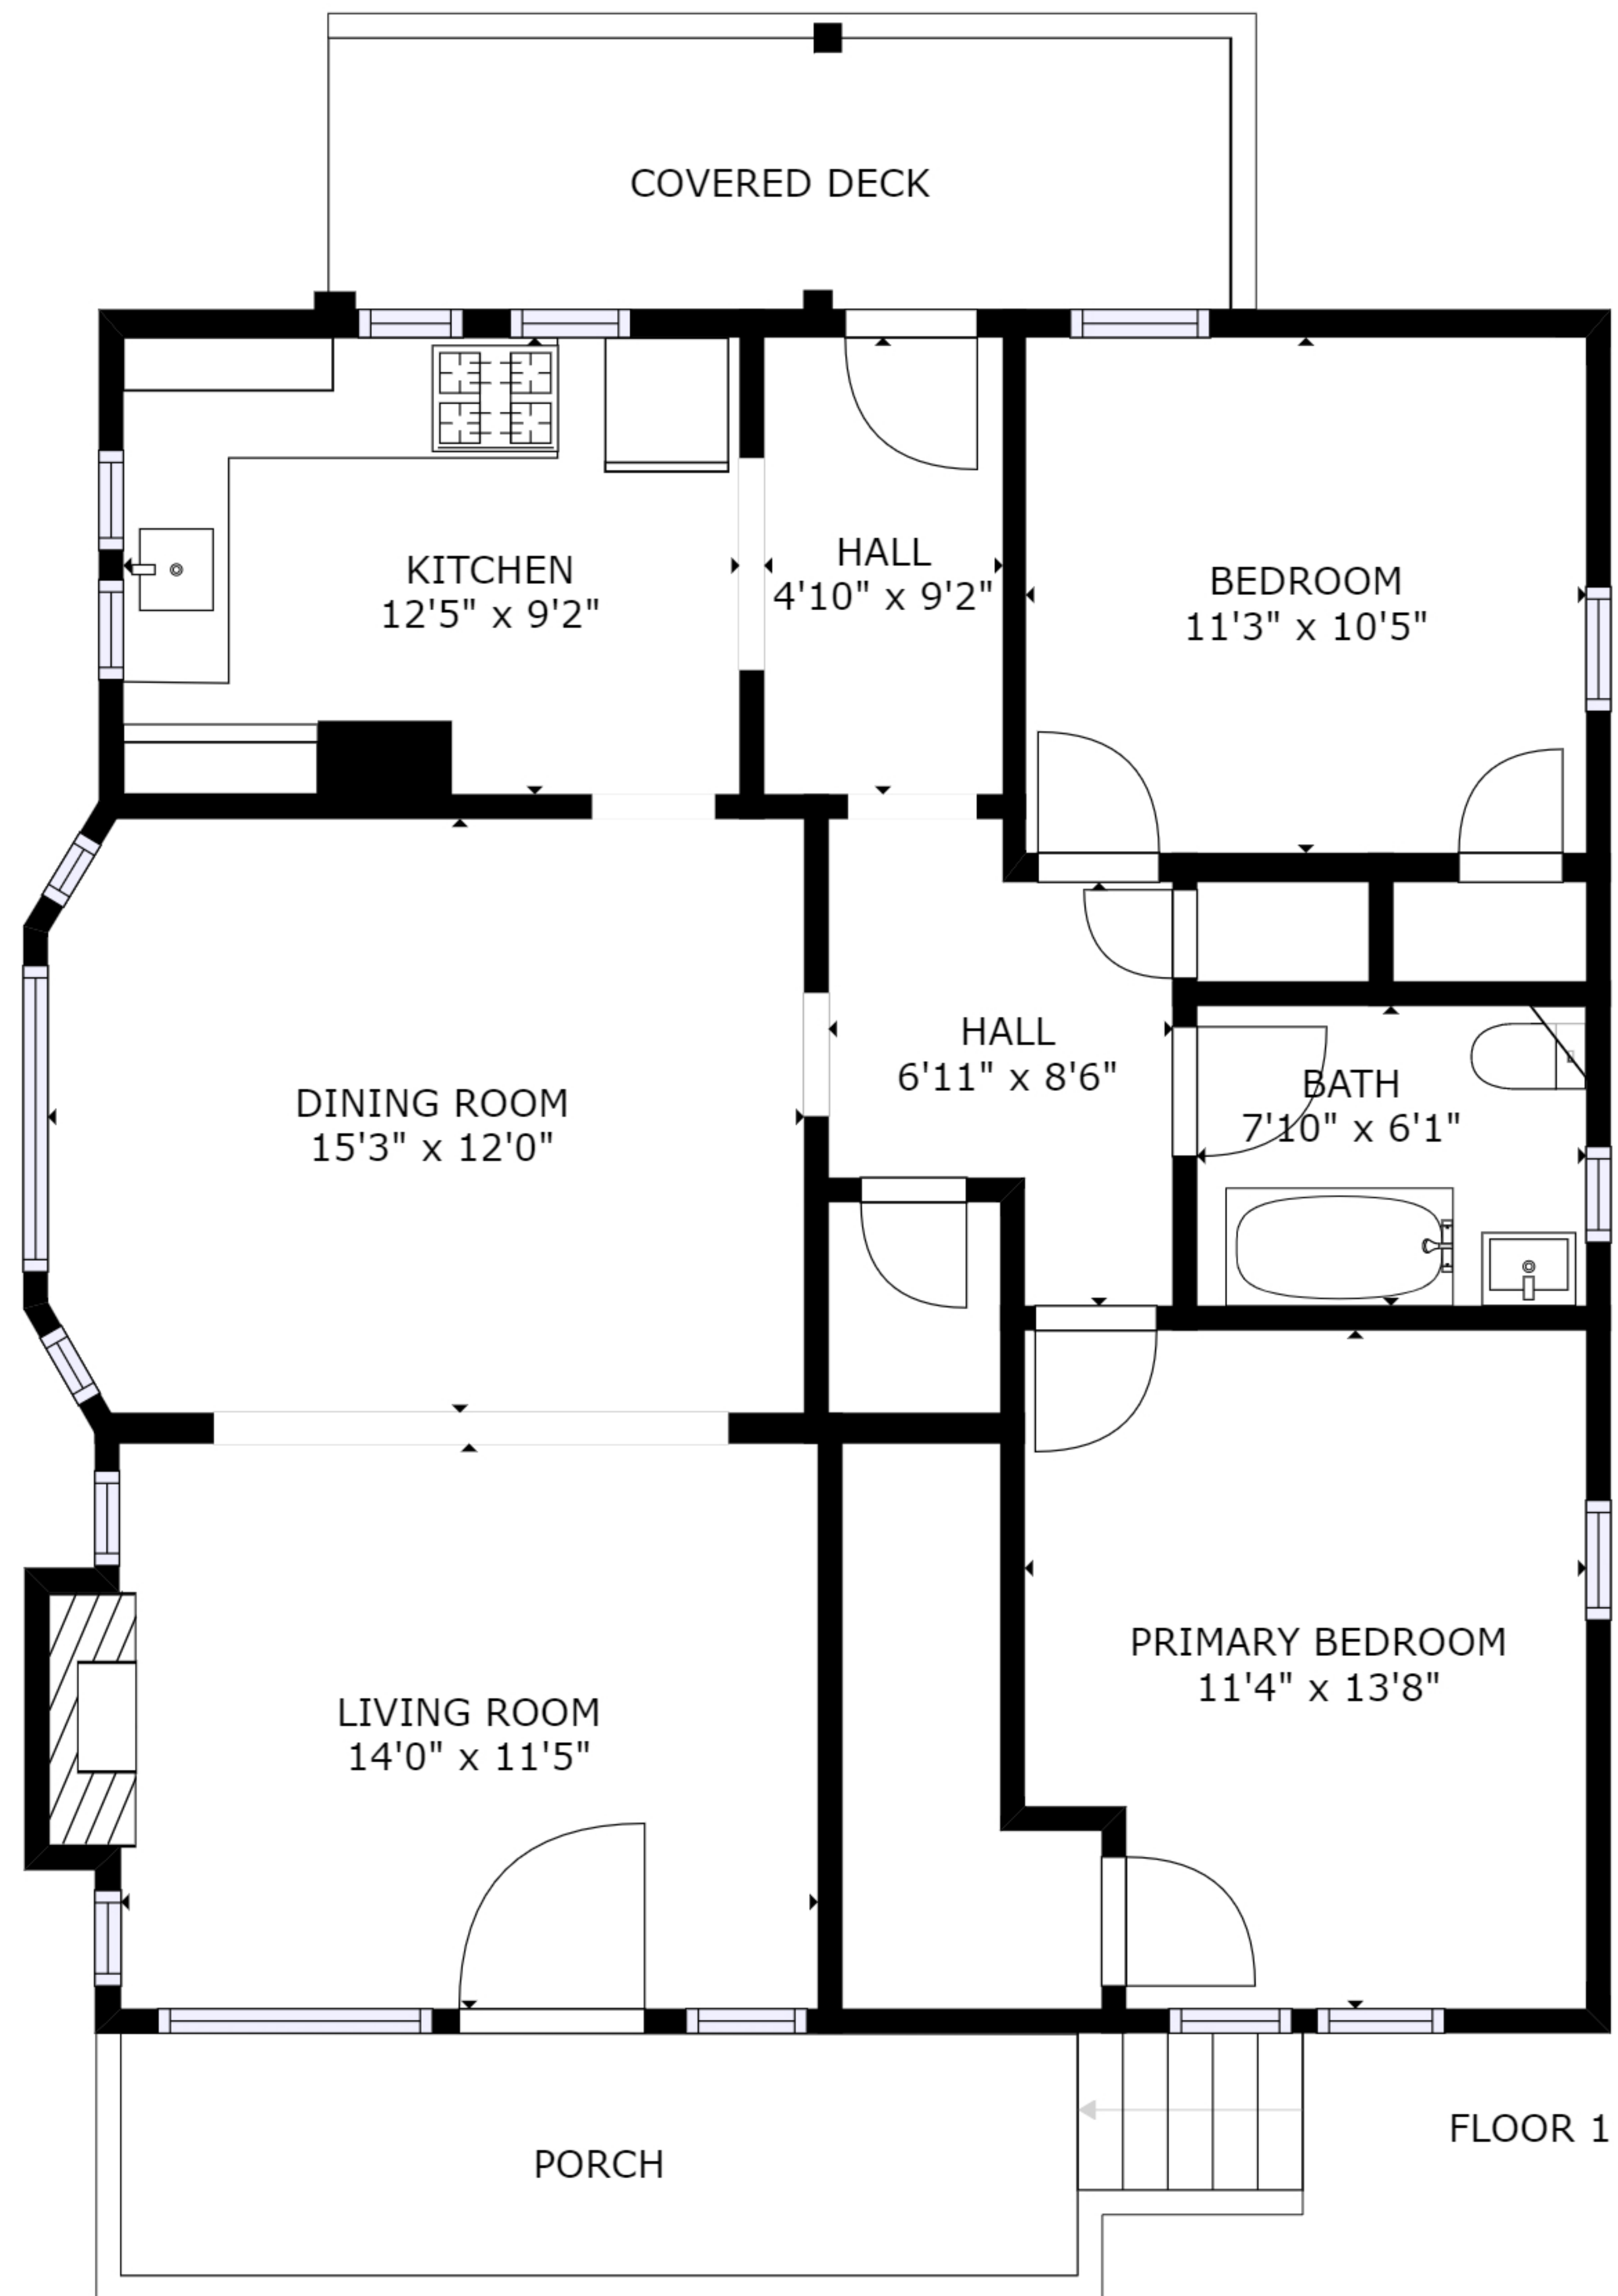 COVERED DECK
KITCHEN
12'5" x 9'2"
HALL
4'10" x 9'2"
BEDROOM
11'3" x 10'5"
DINING ROOM
15'3" x 12'0"
HALL
6'11" x 8'6"
BATH
7'10" x 6'1"
LIVING ROOM
14'0" x 11'5"
PRIMARY BEDROOM
11'4" x 13'8"
PORCH
FLOOR 1